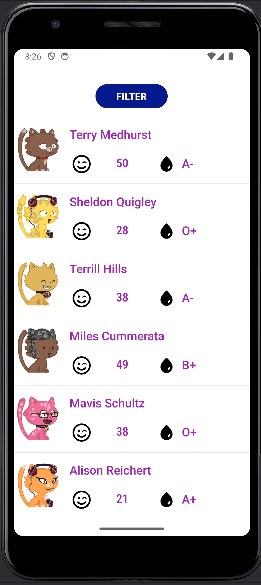 8:26
FILTER
Terry Medhurst
50 A-
Sheldon Quigley
28 O+
Terrill Hills
38 A-
Miles Cummerata
49 B+
Mavis Schultz
38 O+
Alison Reichert
21 A+